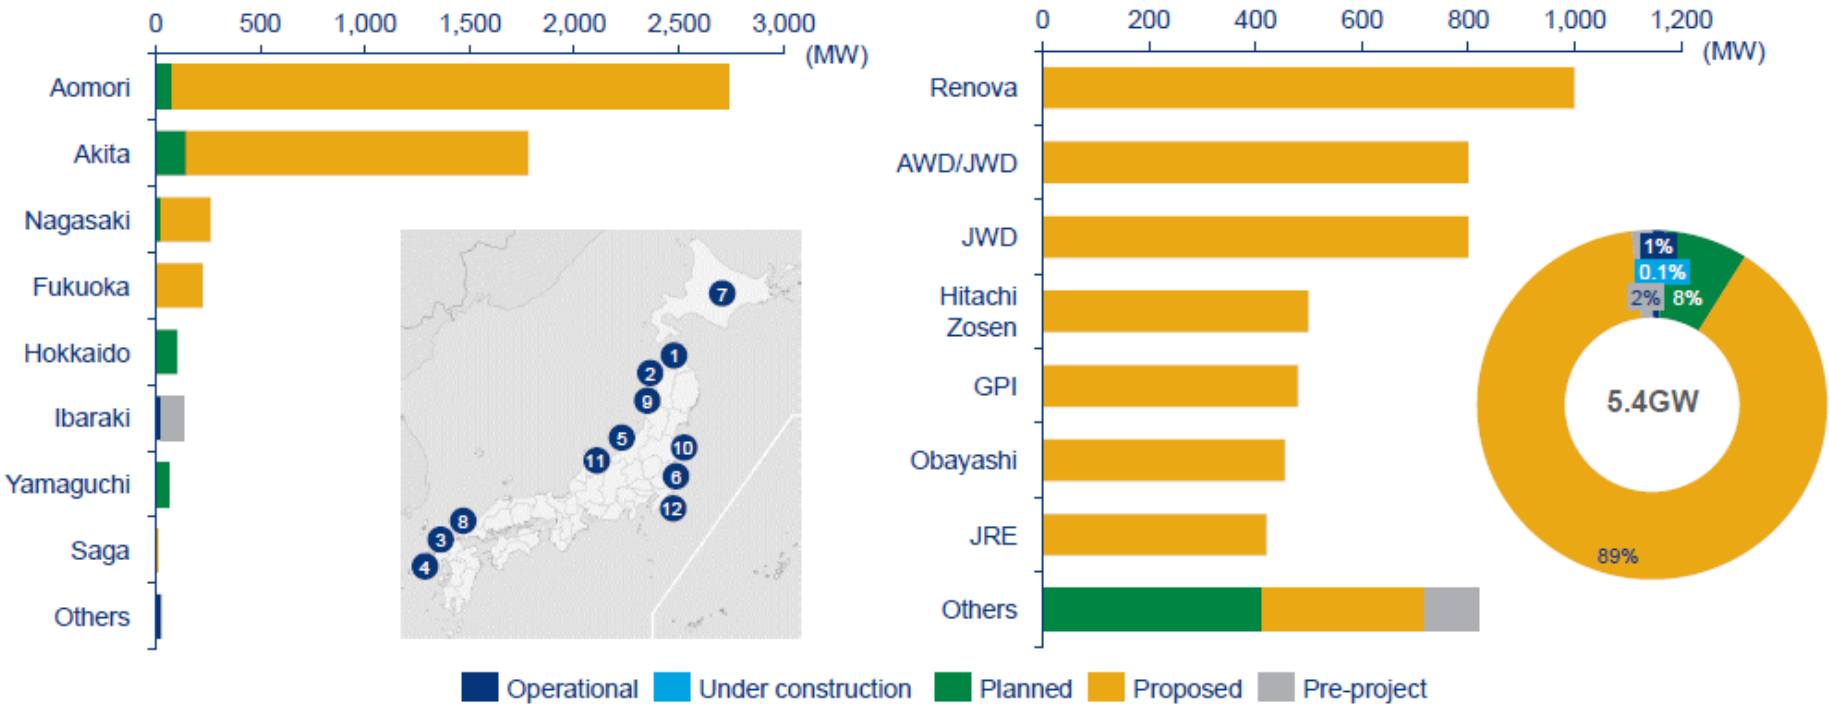 0 500 1,000 1,500 2,000 2,500 3,000
(MW)
Aomori
Akita
Nagasaki
Fukuoka
Hokkaido
Ibaraki
Yamaguchi
Saga
Others
7
1
2
9
5
10
11
6
12
8
3
4
0 200 400 600 800 1,000 1,200
(MW)
Renova
AWD/JWD
JWD
Hitachi
Zosen
GPI
Obayashi
JRE
Others
1%
0.1%
2% 8%
5.4GW
89%
Operational Under construction Planned Proposed Pre-project